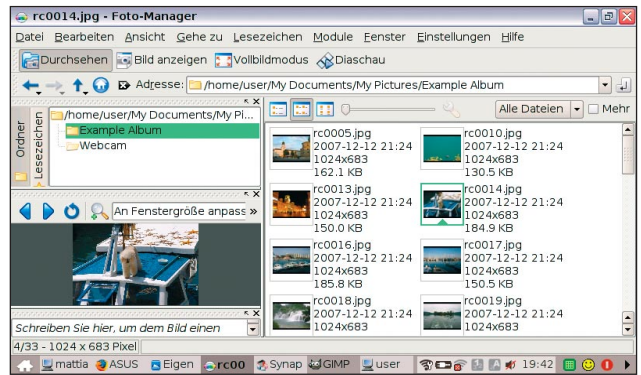 rc0014.jpg - Foto-Manager
Datei Bearbeiten Ansicht Gehe zu Lesezeichen Module Fenster Einstellungen Hilfe
Durchsehen Bild anzeigen Vollbildmodus Diaschau
Adresse: /home/user/My Documents/My Pictures/Example Album
Ordner
Lesezeichen
/home/user/My Documents/My Pi...
Example Album
Webcam
Alle Dateien Mehr
rc0005.jpg
2007-12-12 21:24
1024x683
162.1 KB
rc0010.jpg
2007-12-12 21:24
1024x683
130.5 KB
rc0013.jpg
2007-12-12 21:24
1024x683
150.0 KB
rc0014.jpg
2007-12-12 21:24
1024x683
184.9 KB
rc0016.jpg
2007-12-12 21:24
1024x683
185.8 KB
rc0017.jpg
2007-12-12 21:24
1024x683
150.5 KB
rc0018.jpg
2007-12-12 21:24
1024x683
rc0019.jpg
2007-12-12 21:24
1024x683
An Fenstergröße anpass »
Schreiben Sie hier, um dem Bild einen
4/33 - 1024 x 683 Pixel
mattia ASUS Eigen rc00 Synap GIMP user 19:42